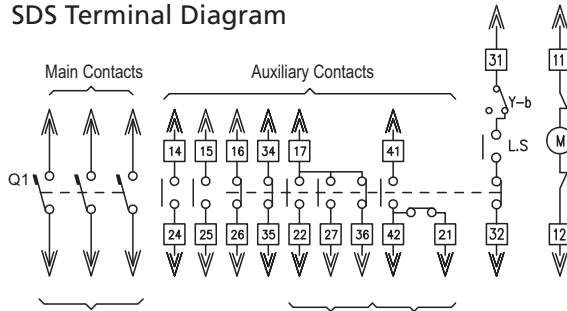 SDS Terminal Diagram
Main Contacts Auxiliary Contacts
31 11
Y-b
14 15 16 34 17 41 L.S M
Q1
24 25 26 35 22 27 36 42 21 32 12